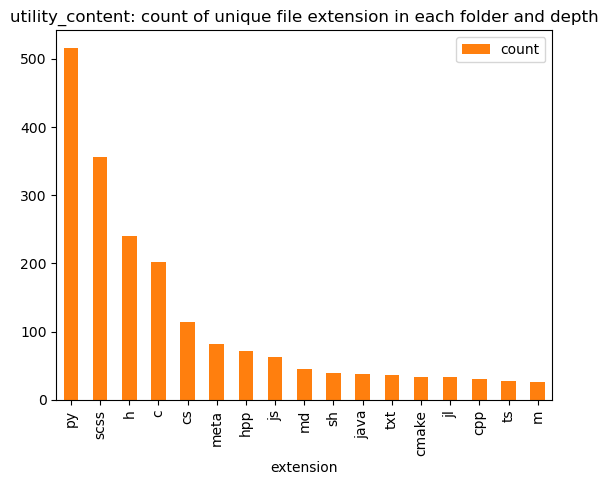 utility_content: count of unique file extension in each folder and depth
count
500
400
300
200
100
0
py
scss
h
c
cs
meta
hpp
js
md
sh
java
txt
cmake
jl
cpp
ts
m
extension